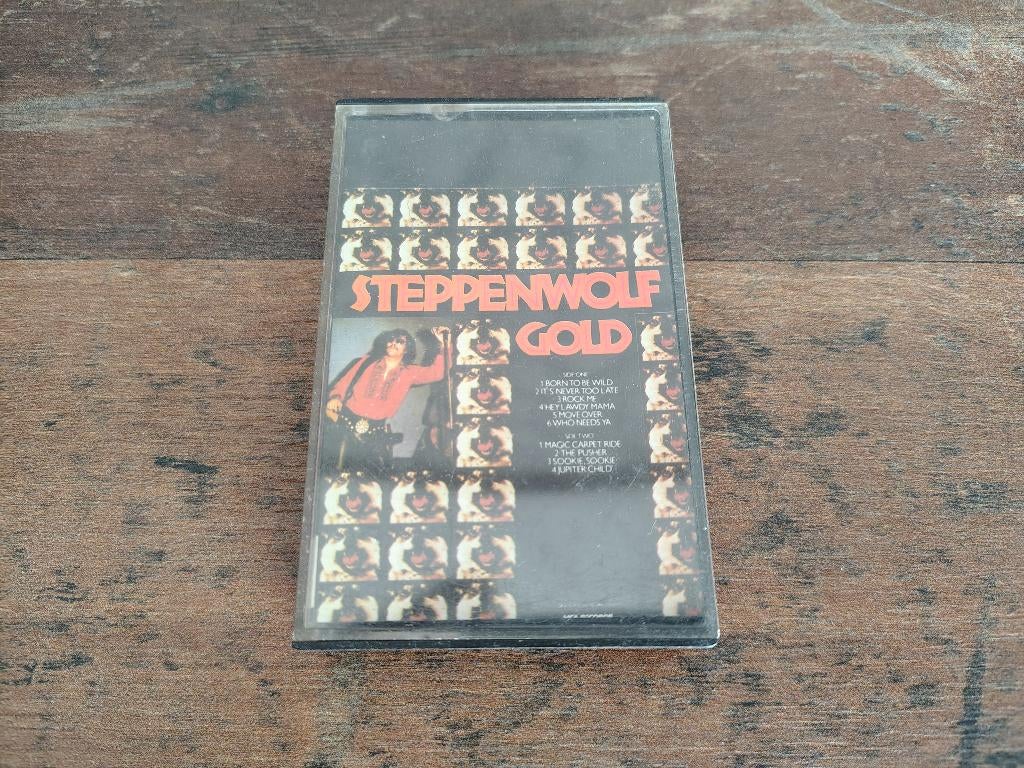 STEPPENWOLF
GOLD
SIDE ONE
1 BORN TO BE WILD
2 IT'S NEVER TOO LATE
3 ROCK ME
4 HEY LAWDY MAMA
5 MOVE OVER
6 WHO NEEDS YA
SIDE TWO
1 MAGIC CARPET RIDE
2 THE PUSHER
3 SOOKIE, SOOKIE
4 JUPITER CHILD